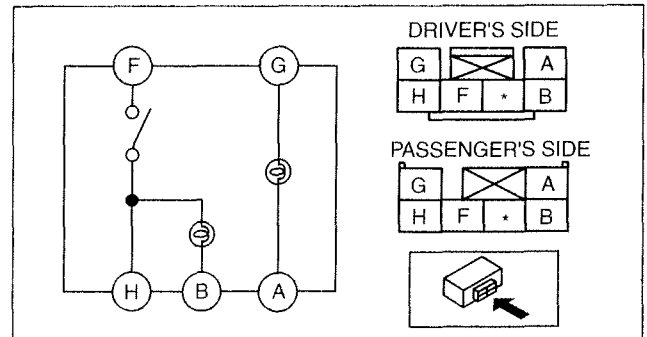 F G
H B A
DRIVER'S SIDE
G A
H F * B
PASSENGER'S SIDE
G A
H F * B